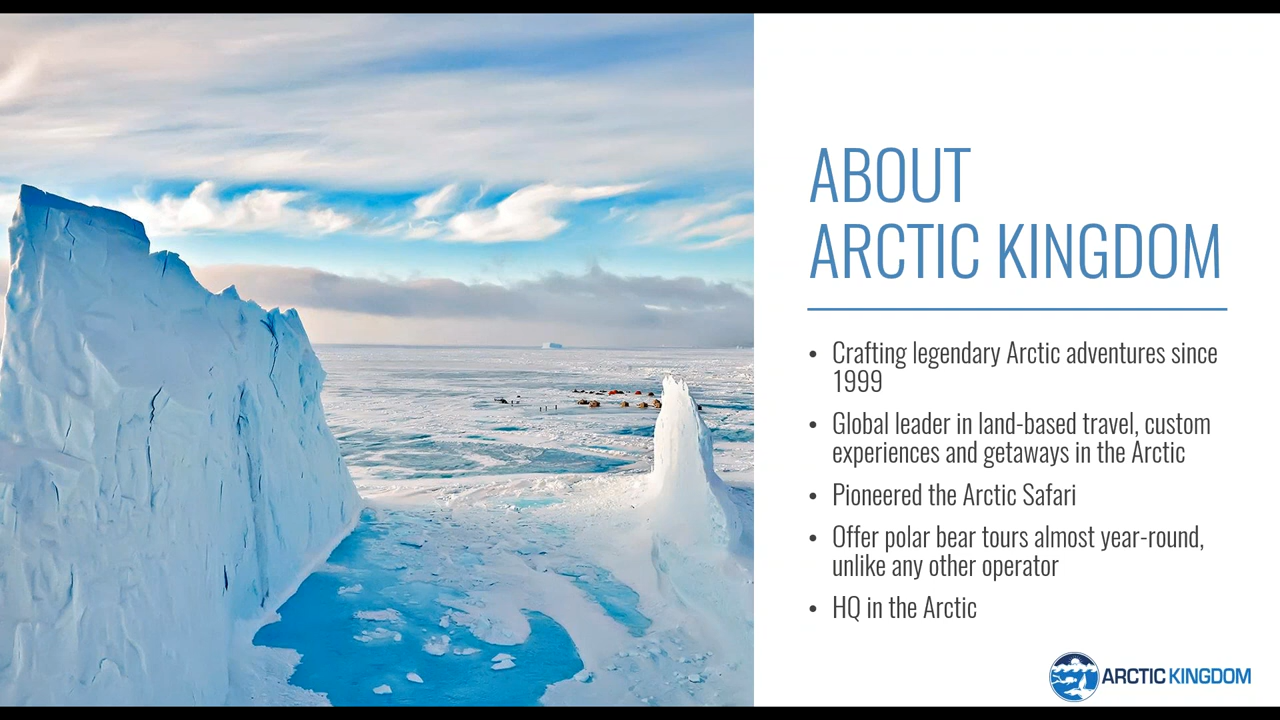 ABOUT
ARCTIC KINGDOM
• Crafting legendary Arctic adventures since
1999
• Global leader in land-based travel, custom
experiences and getaways in the Arctic
• Pioneered the Arctic Safari
• Offer polar bear tours almost year-round,
unlike any other operator
• HQ in the Arctic
ARCTIC KINGDOM